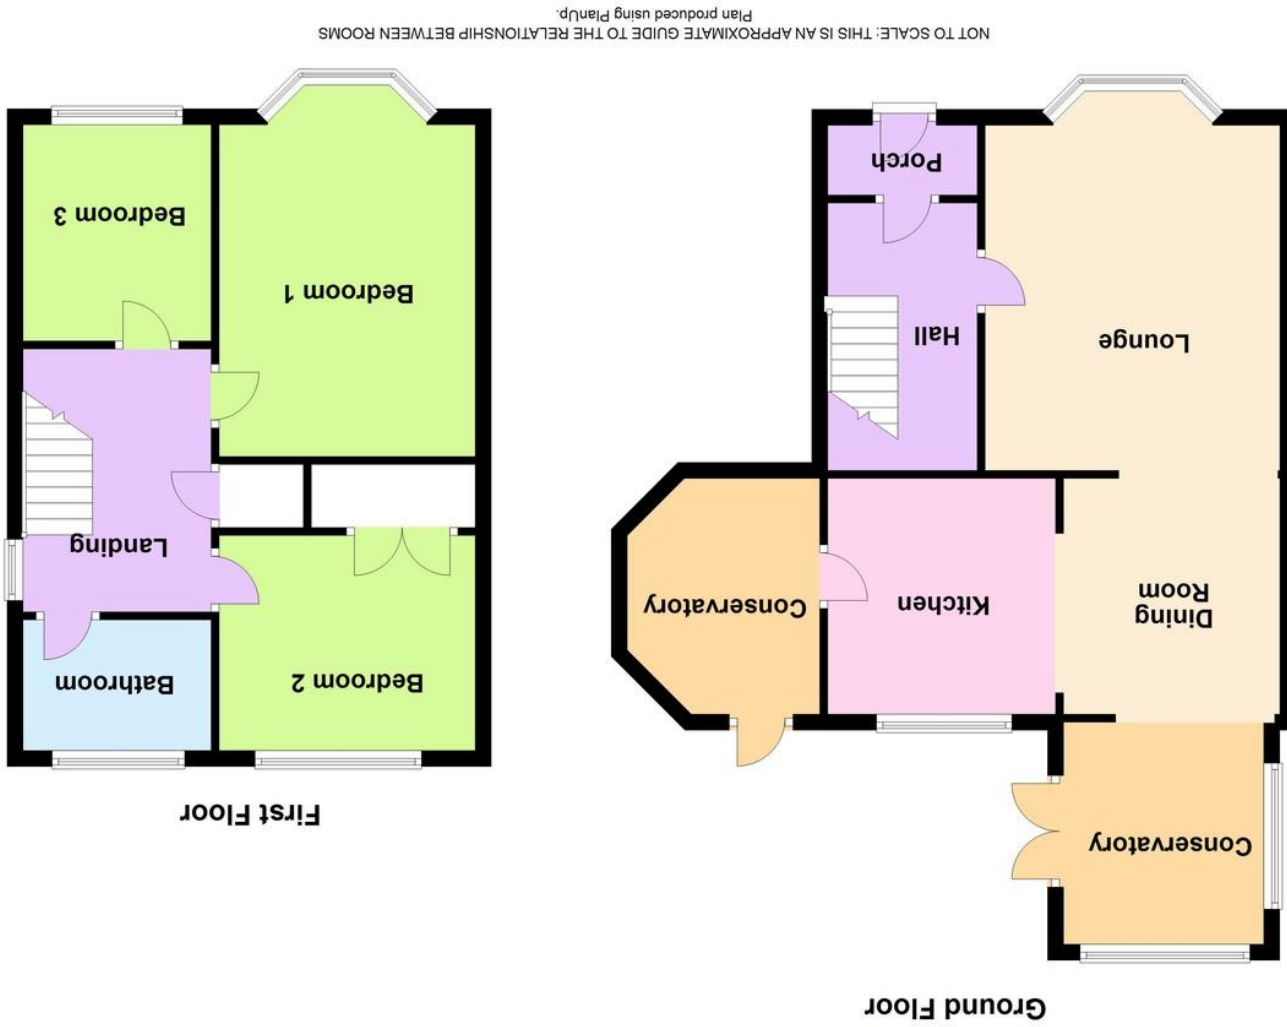 Ground Floor
Conservatory
Dining
Room
Kitchen
Conservatory
Lounge
Hall
Porch
First Floor
Bathroom
Bedroom 2
Landing
Bedroom 1
Bedroom 3
NOT TO SCALE: THIS IS AN APPROXIMATE GUIDE TO THE RELATIONSHIP BETWEEN ROOMS
Plan produced using PlanUp.